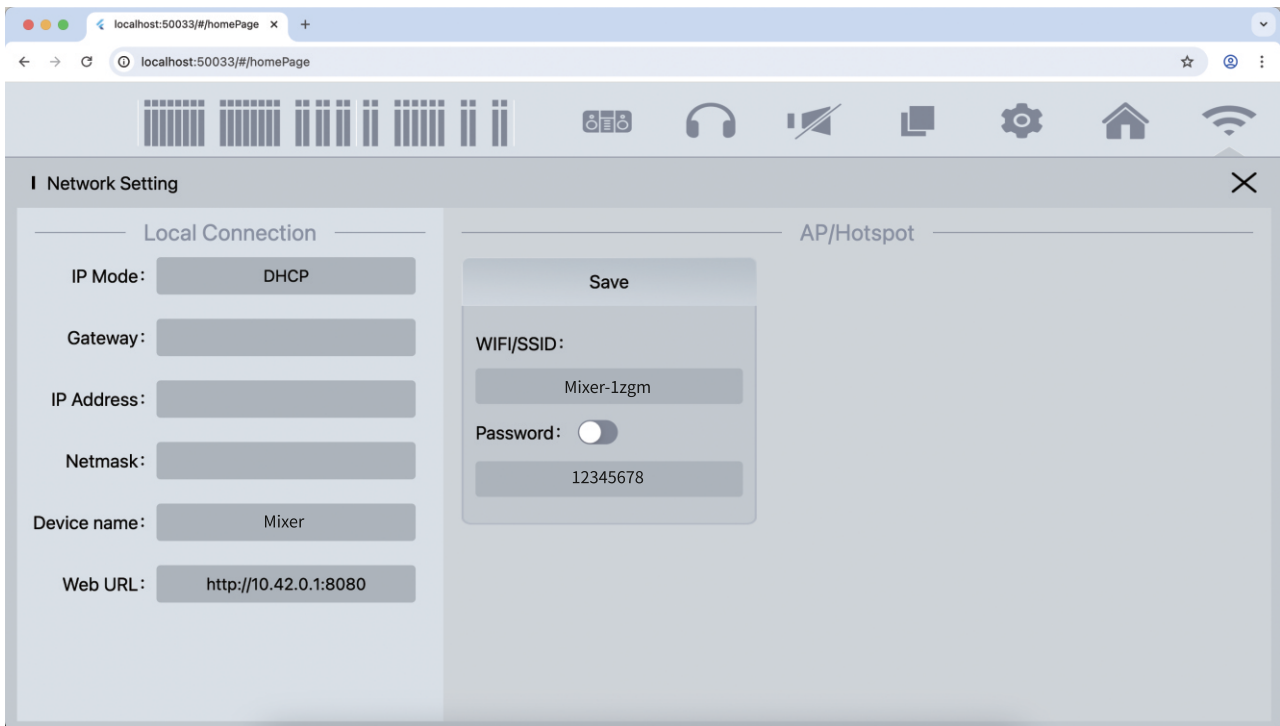 localhost:50033/#/homePage
localhost:50033/#/homePage
Network Setting
Local Connection
IP Mode:
DHCP
Gateway:
IP Address:
Netmask:
Device name:
Mixer
Web URL:
http://10.42.0.1:8080
AP/Hotspot
Save
WIFI/SSID:
Mixer-1zgm
Password:
12345678